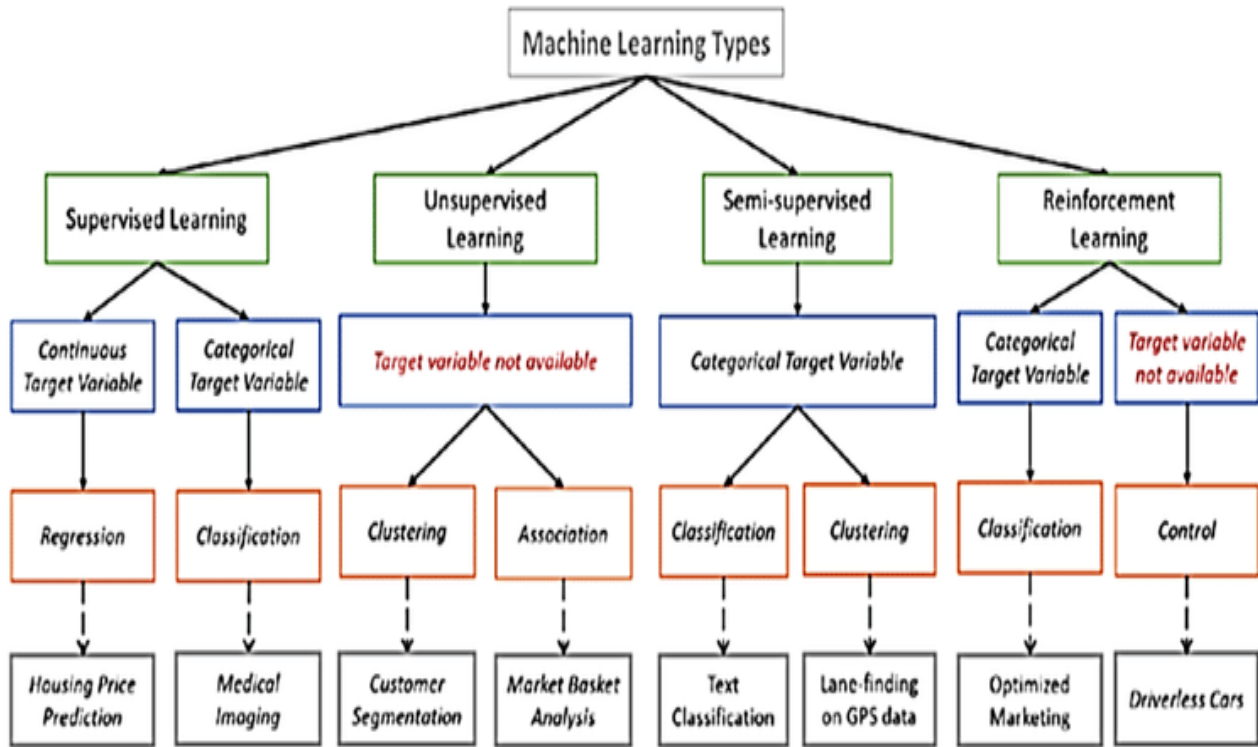 Machine Learning Types
Supervised Learning
Unsupervised
Learning
Semi-supervised
Learning
Reinforcement
Learning
Continuous
Target Variable
Categorical
Target Variable
Target variable not available
Categorical Target Variable
Categorical
Target Variable
Target variable
not available
Regression
Classification
Clustering
Association
Classification
Clustering
Classification
Control
Housing Price
Prediction
Medical
Imaging
Customer
Segmentation
Market Basket
Analysis
Text
Classification
Lane-finding
on GPS data
Optimized
Marketing
Driverless Cars